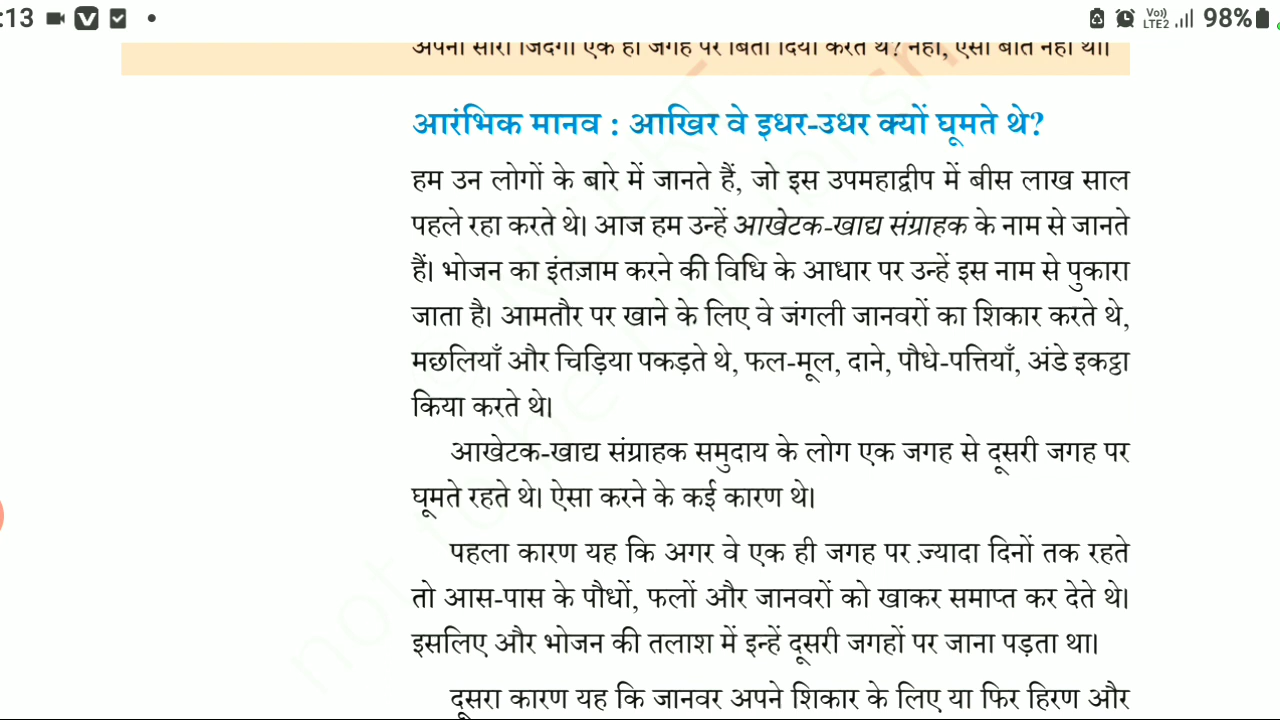 :13
Vo)) LTE2 98%
अपनी सारी ज़िंदगी एक ही जगह पर बिता दिया करते थे? नहीं, ऐसी बात नहीं थी।
आरंभिक मानव : आखिर वे इधर-उधर क्यों घूमते थे?
हम उन लोगों के बारे में जानते हैं, जो इस उपमहाद्वीप में बीस लाख साल
पहले रहा करते थे। आज हम उन्हें आखेटक-खाद्य संग्राहक के नाम से जानते
हैं। भोजन का इंतज़ाम करने की विधि के आधार पर उन्हें इस नाम से पुकारा
जाता है। आमतौर पर खाने के लिए वे जंगली जानवरों का शिकार करते थे,
मछलियाँ और चिड़िया पकड़ते थे, फल-मूल, दाने, पौधे-पत्तियाँ, अंडे इकट्ठा
किया करते थे।
आखेटक-खाद्य संग्राहक समुदाय के लोग एक जगह से दूसरी जगह पर
घूमते रहते थे। ऐसा करने के कई कारण थे।
पहला कारण यह कि अगर वे एक ही जगह पर ज़्यादा दिनों तक रहते
तो आस-पास के पौधों, फलों और जानवरों को खाकर समाप्त कर देते थे।
इसलिए और भोजन की तलाश में इन्हें दूसरी जगहों पर जाना पड़ता था।
दूसरा कारण यह कि जानवर अपने शिकार के लिए या फिर हिरण और